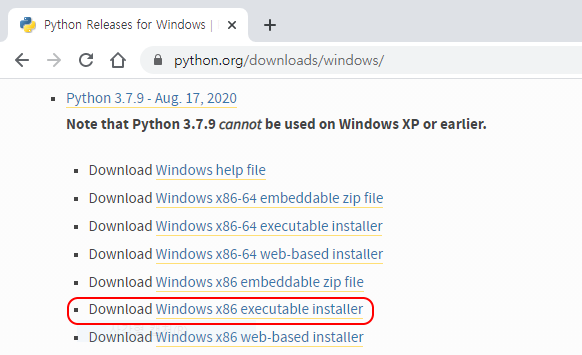 Python Releases for Windows |
python.org/downloads/windows/
Python 3.7.9 - Aug. 17, 2020
Note that Python 3.7.9 cannot be used on Windows XP or earlier.
Download Windows help file
Download Windows x86-64 embeddable zip file
Download Windows x86-64 executable installer
Download Windows x86-64 web-based installer
Download Windows x86 embeddable zip file
Download Windows x86 executable installer
Download Windows x86 web-based installer